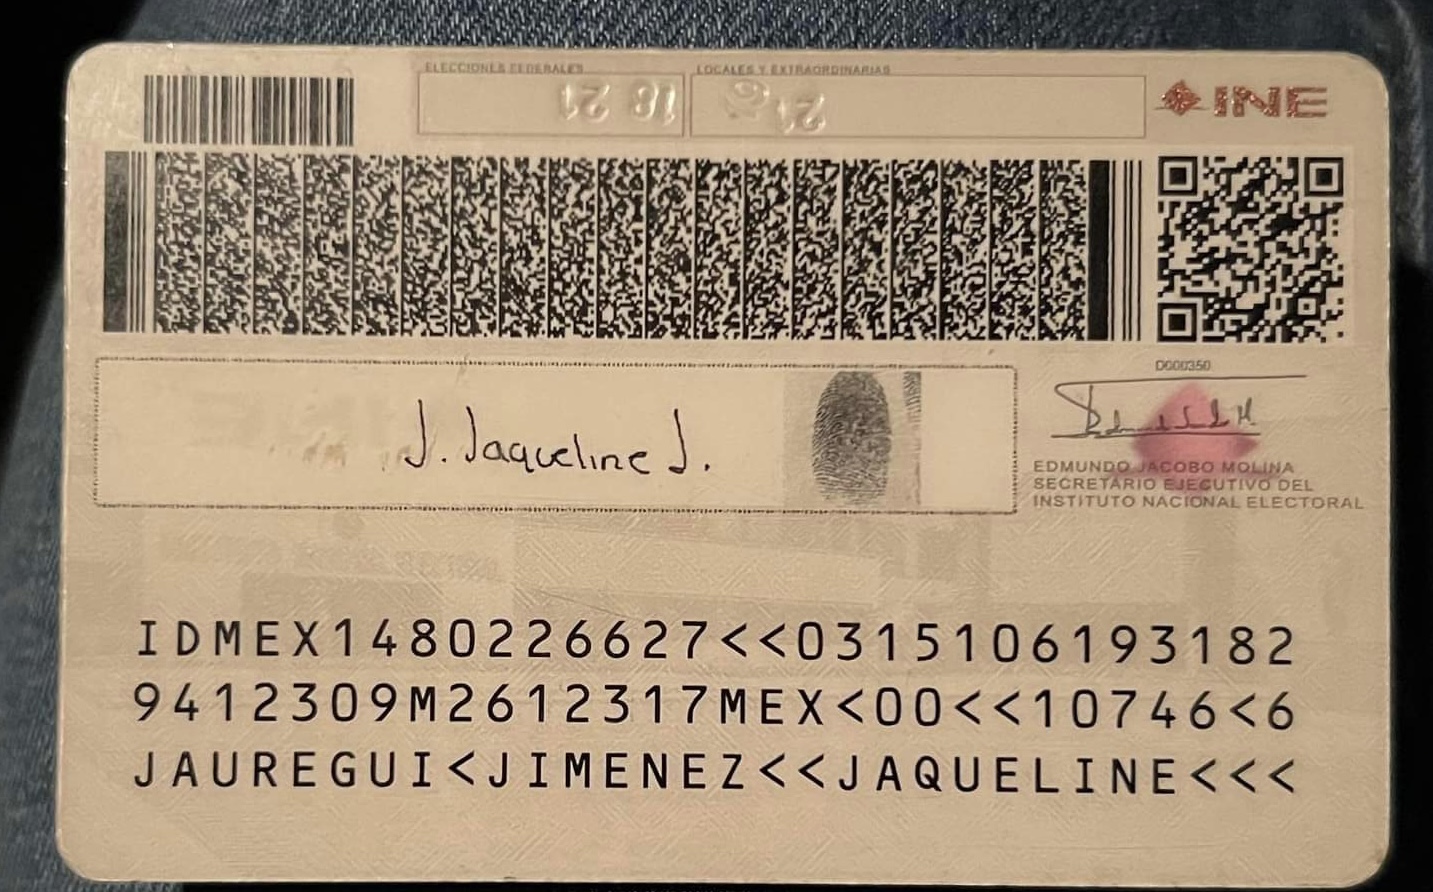 ELECCIONES FEDERALES
LOCALES Y EXTRAORDINARIAS
INE
D000350
J. Jaqueline J.
EDMUNDO JACOBO MOLINA
SECRETARIO EJECUTIVO DEL
INSTITUTO NACIONAL ELECTORAL
IDMEX1480226627<<0315106193182
9412309M2612317MEX<00<<10746<6
JAUREGUI<JIMENEZ<<JAQUELINE<<<